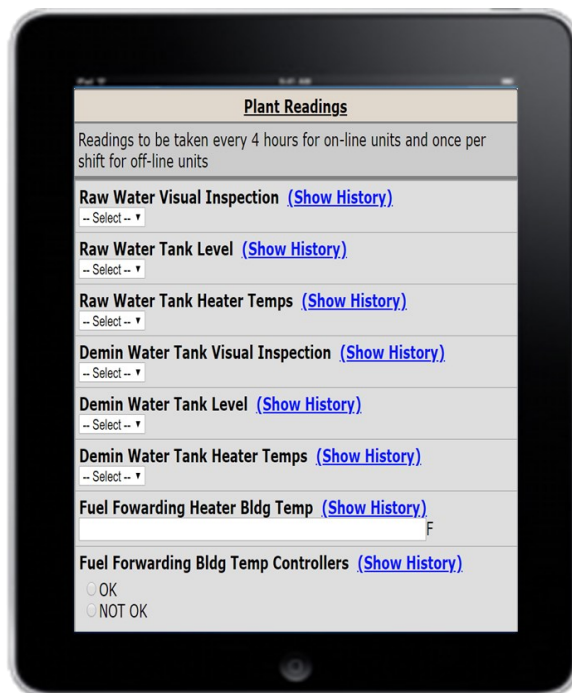 Plant Readings
Readings to be taken every 4 hours for on-line units and once per
shift for off-line units
Raw Water Visual Inspection (Show History)
-- Select --
Raw Water Tank Level (Show History)
-- Select --
Raw Water Tank Heater Temps (Show History)
-- Select --
Demin Water Tank Visual Inspection (Show History)
-- Select --
Demin Water Tank Level (Show History)
-- Select --
Demin Water Tank Heater Temps (Show History)
-- Select --
Fuel Fowarding Heater Bldg Temp (Show History)
F
Fuel Forwarding Bldg Temp Controllers (Show History)
OK
NOT OK